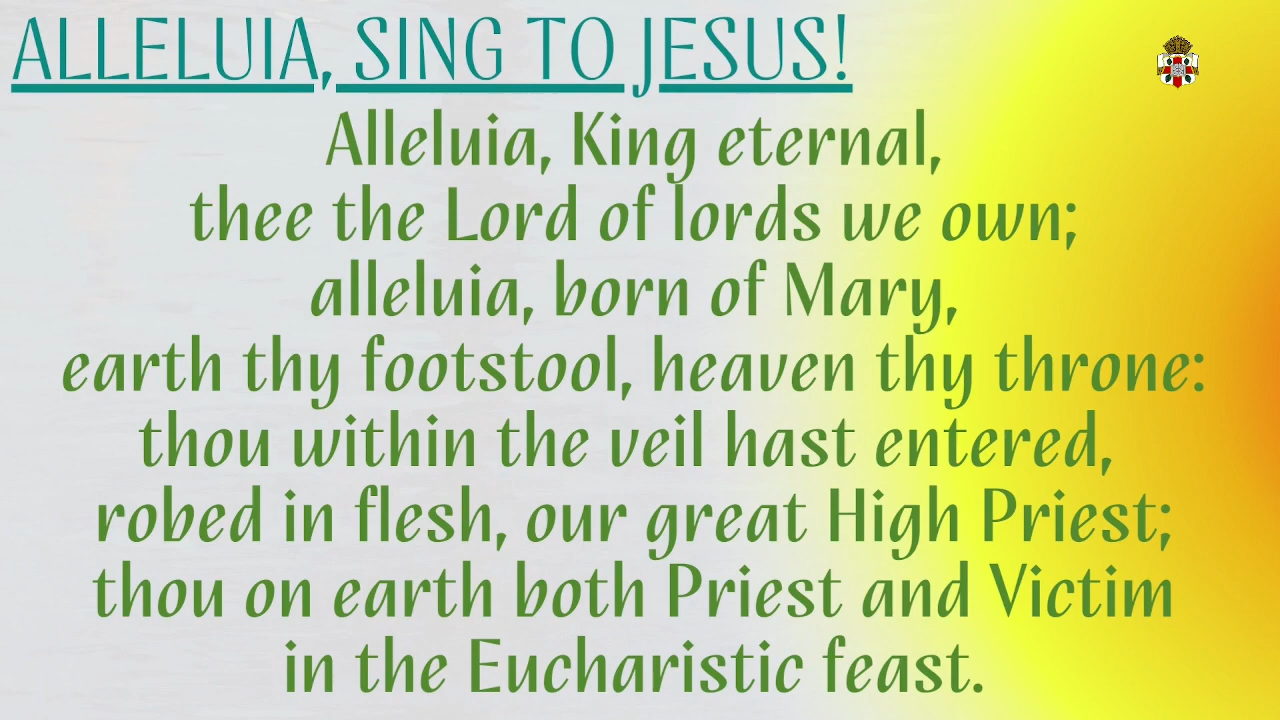 ALLELUIA, SING TO JESUS!
Alleluia, King eternal,
thee the Lord of lords we own;
alleluia, born of Mary,
earth thy footstool, heaven thy throne:
thou within the veil hast entered,
robed in flesh, our great High Priest;
thou on earth both Priest and Victim
in the Eucharistic feast.